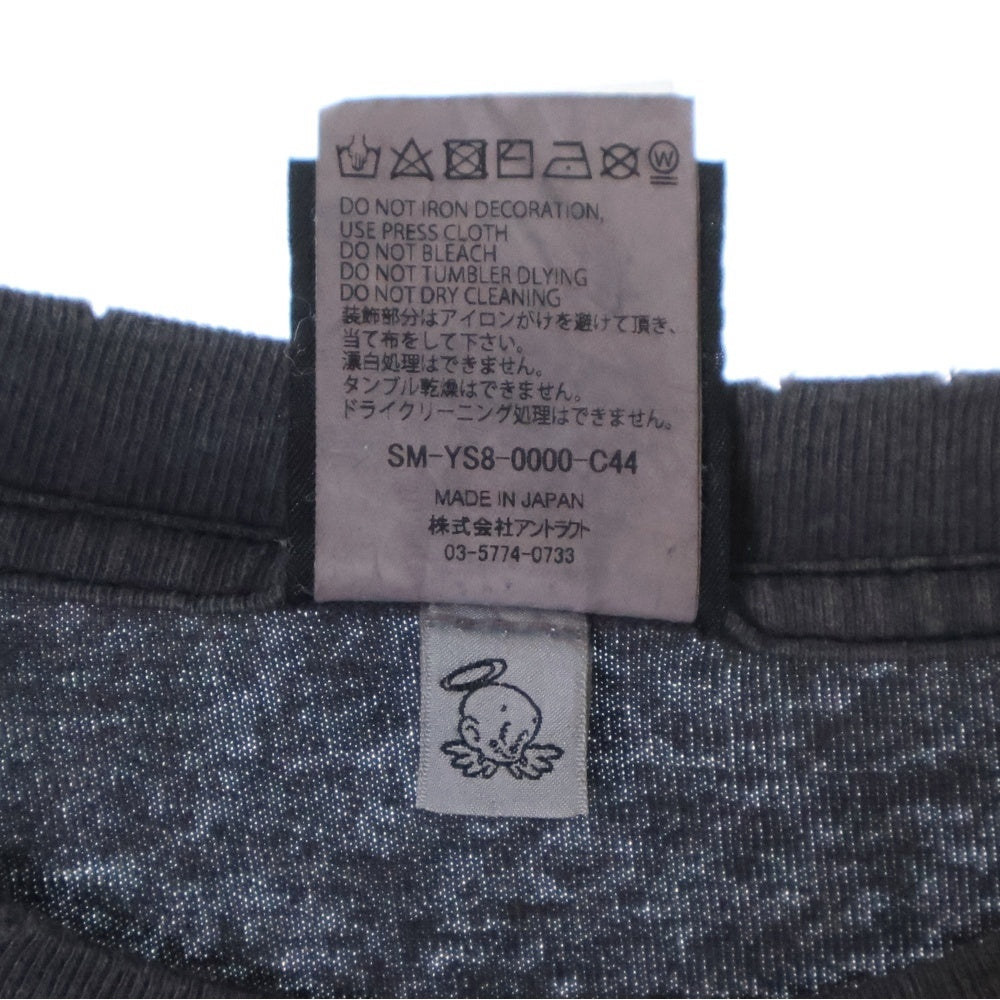 W
DO NOT IRON DECORATION,
USE PRESS CLOTH
DO NOT BLEACH
DO NOT TUMBLER DLYING
DO NOT DRY CLEANING
装飾部分はアイロンがけを避けて頂き、
当て布をして下さい。
漂白処理はできません。
タンブル乾燥はできません。
ドライクリーニング処理はできません。
SM-YS8-0000-C44
MADE IN JAPAN
株式会社アントラクト
03-5774-0733